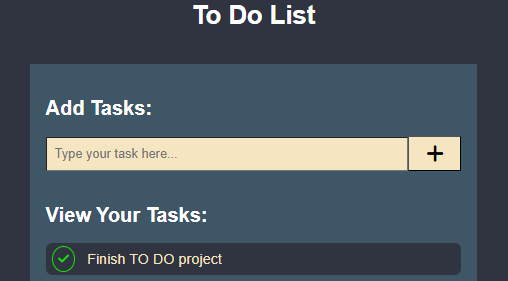 To Do List
Add Tasks:
Type your task here...
View Your Tasks:
Finish TO DO project